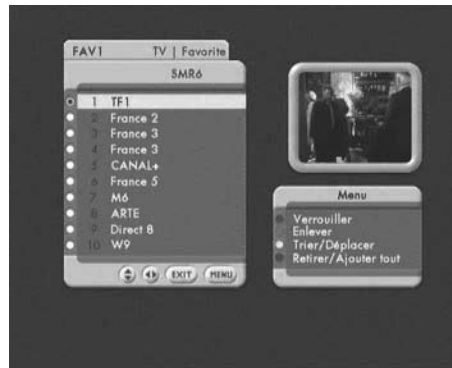 FAV1 TV | Favorite
SMR6
1 TF1
2 France 2
3 France 3
4 France 3
5 CANAL+
6 France 5
7 M6
8 ARTE
9 Direct 8
10 W9
EXIT MENU
Menu
Verrouiller
Enlever
Trier/Déplacer
Retirer/Ajouter tout